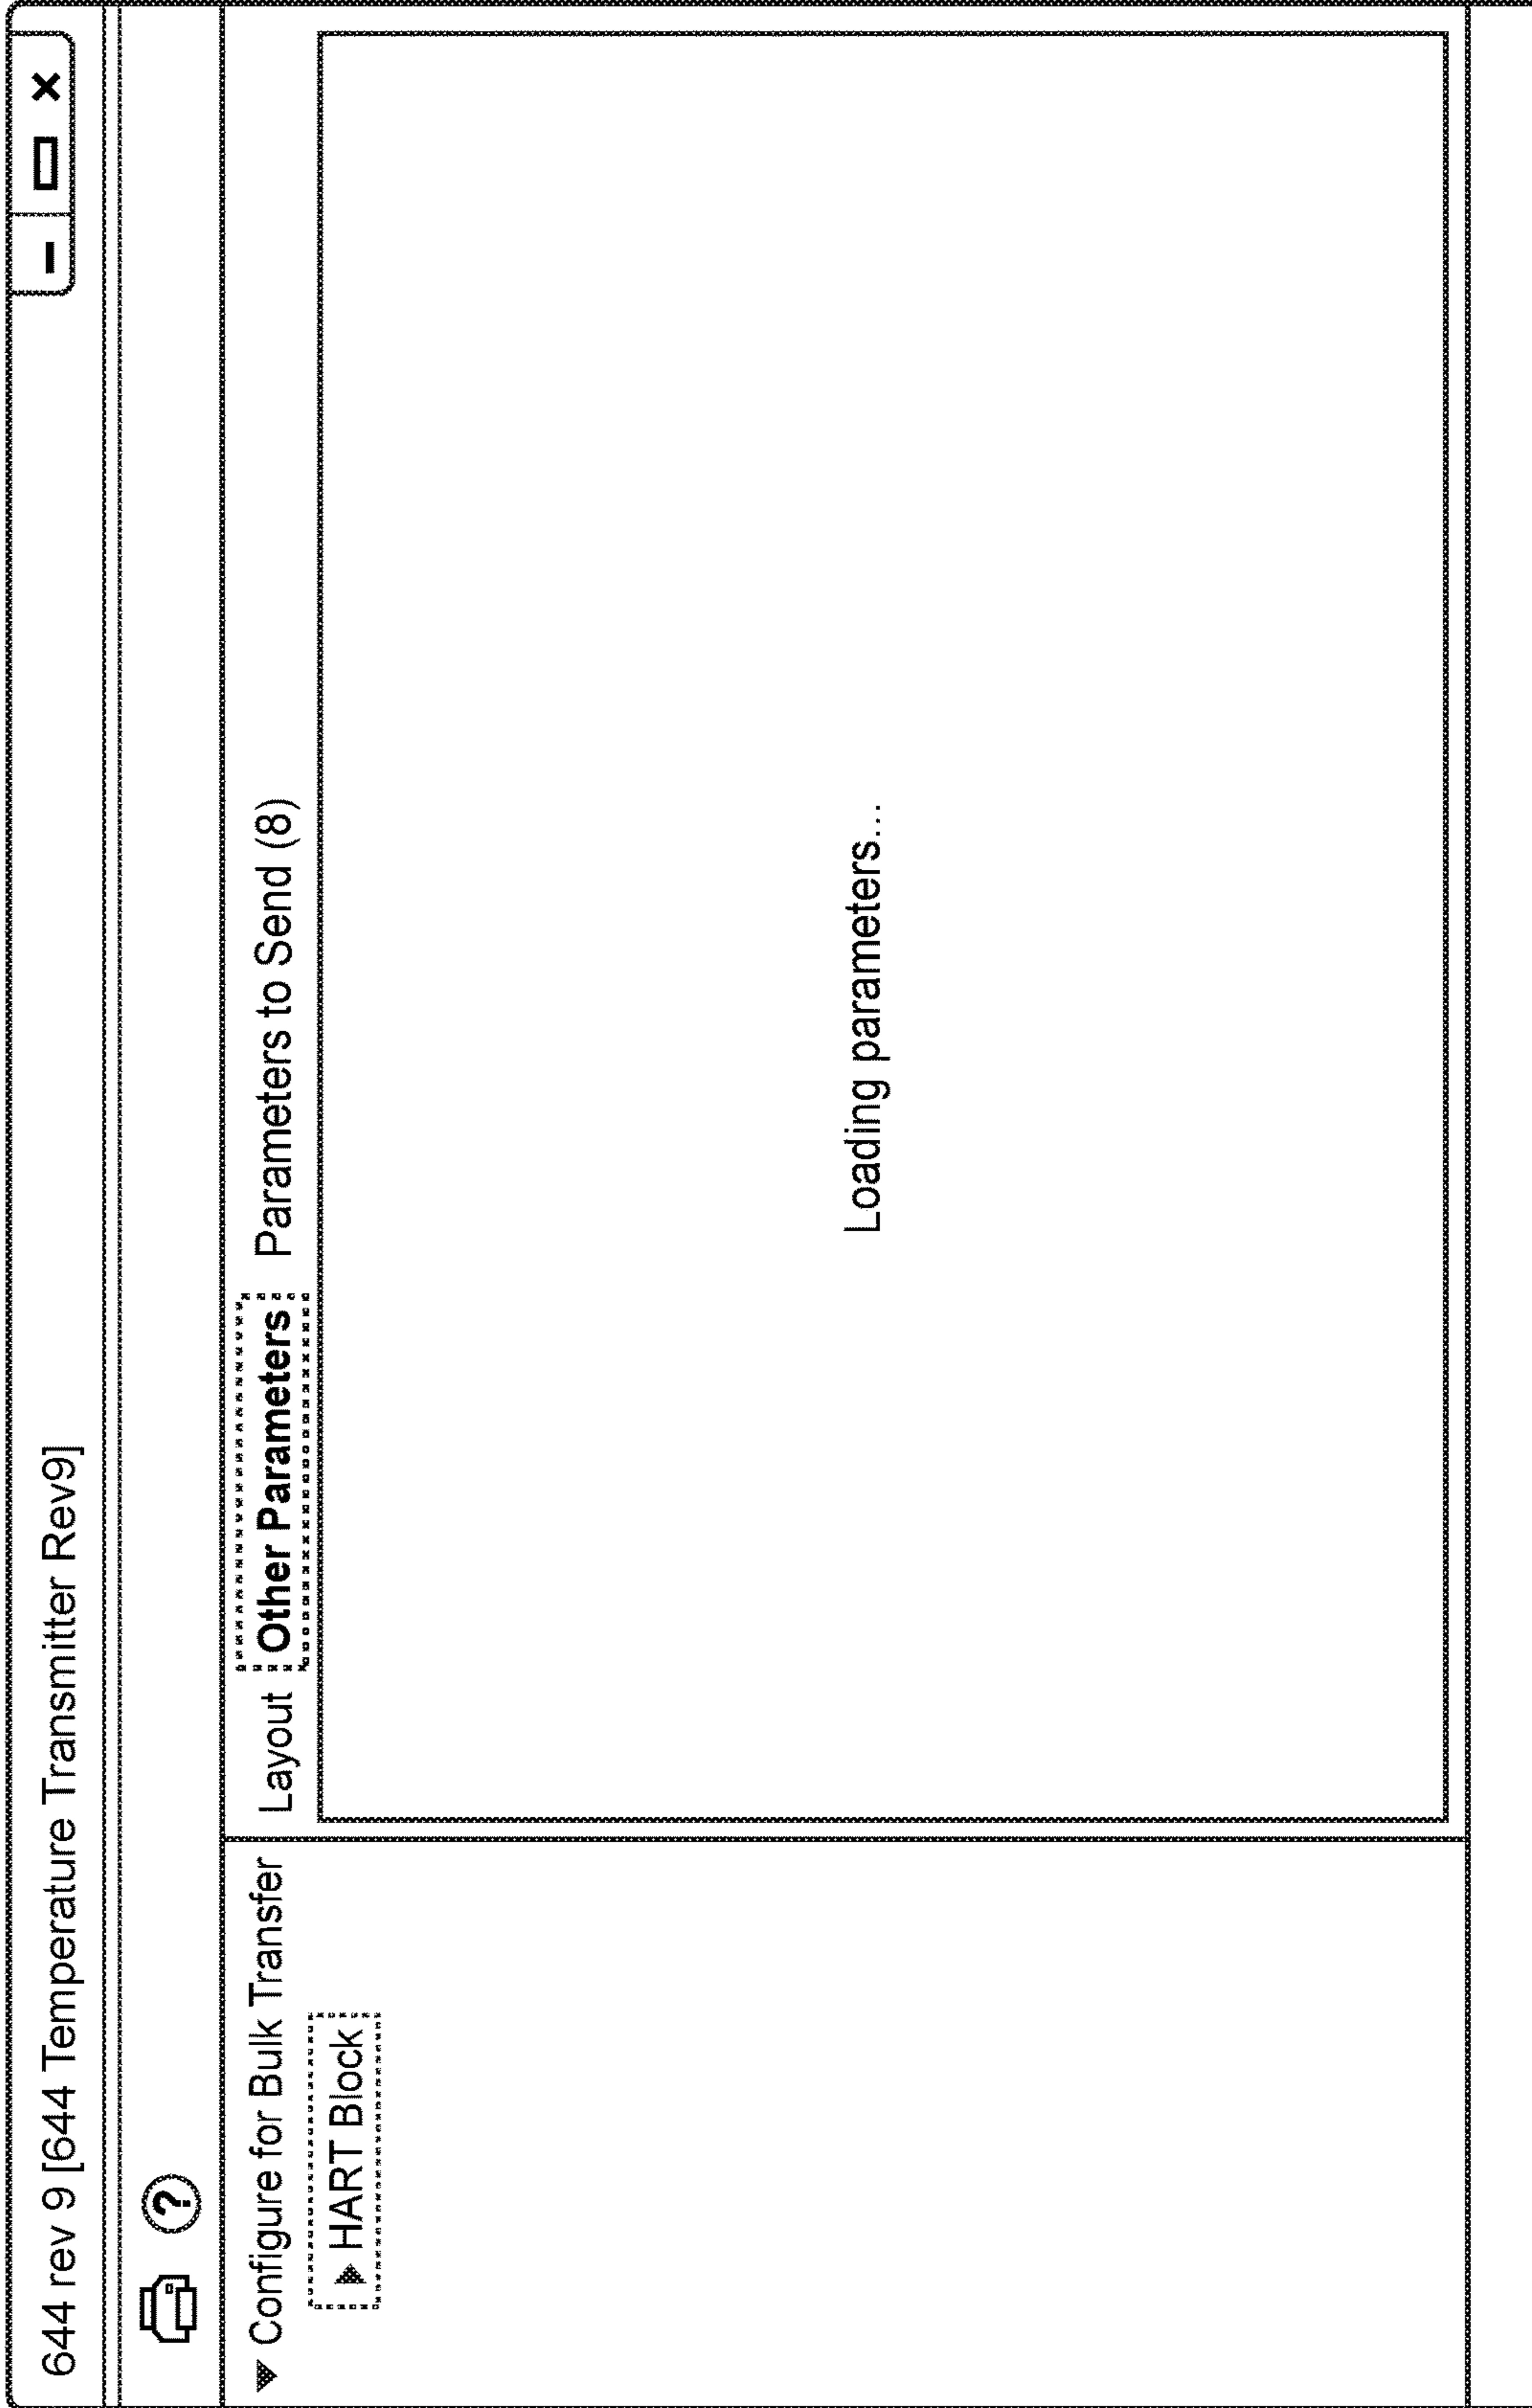 644 rev 9 [644 Temperature Transmitter Rev9]
?
Configure for Bulk Transfer
HART Block
Layout Other Parameters Parameters to Send (8)
Loading parameters...